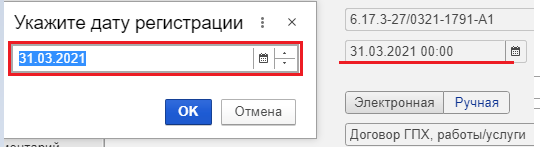 Укажите дату регистрации
31.03.2021
OK
Отмена
6.17.3-27/0321-1791-А1
31.03.2021 00:00
Электронная
Ручная
Договор ГПХ, работы/услуги